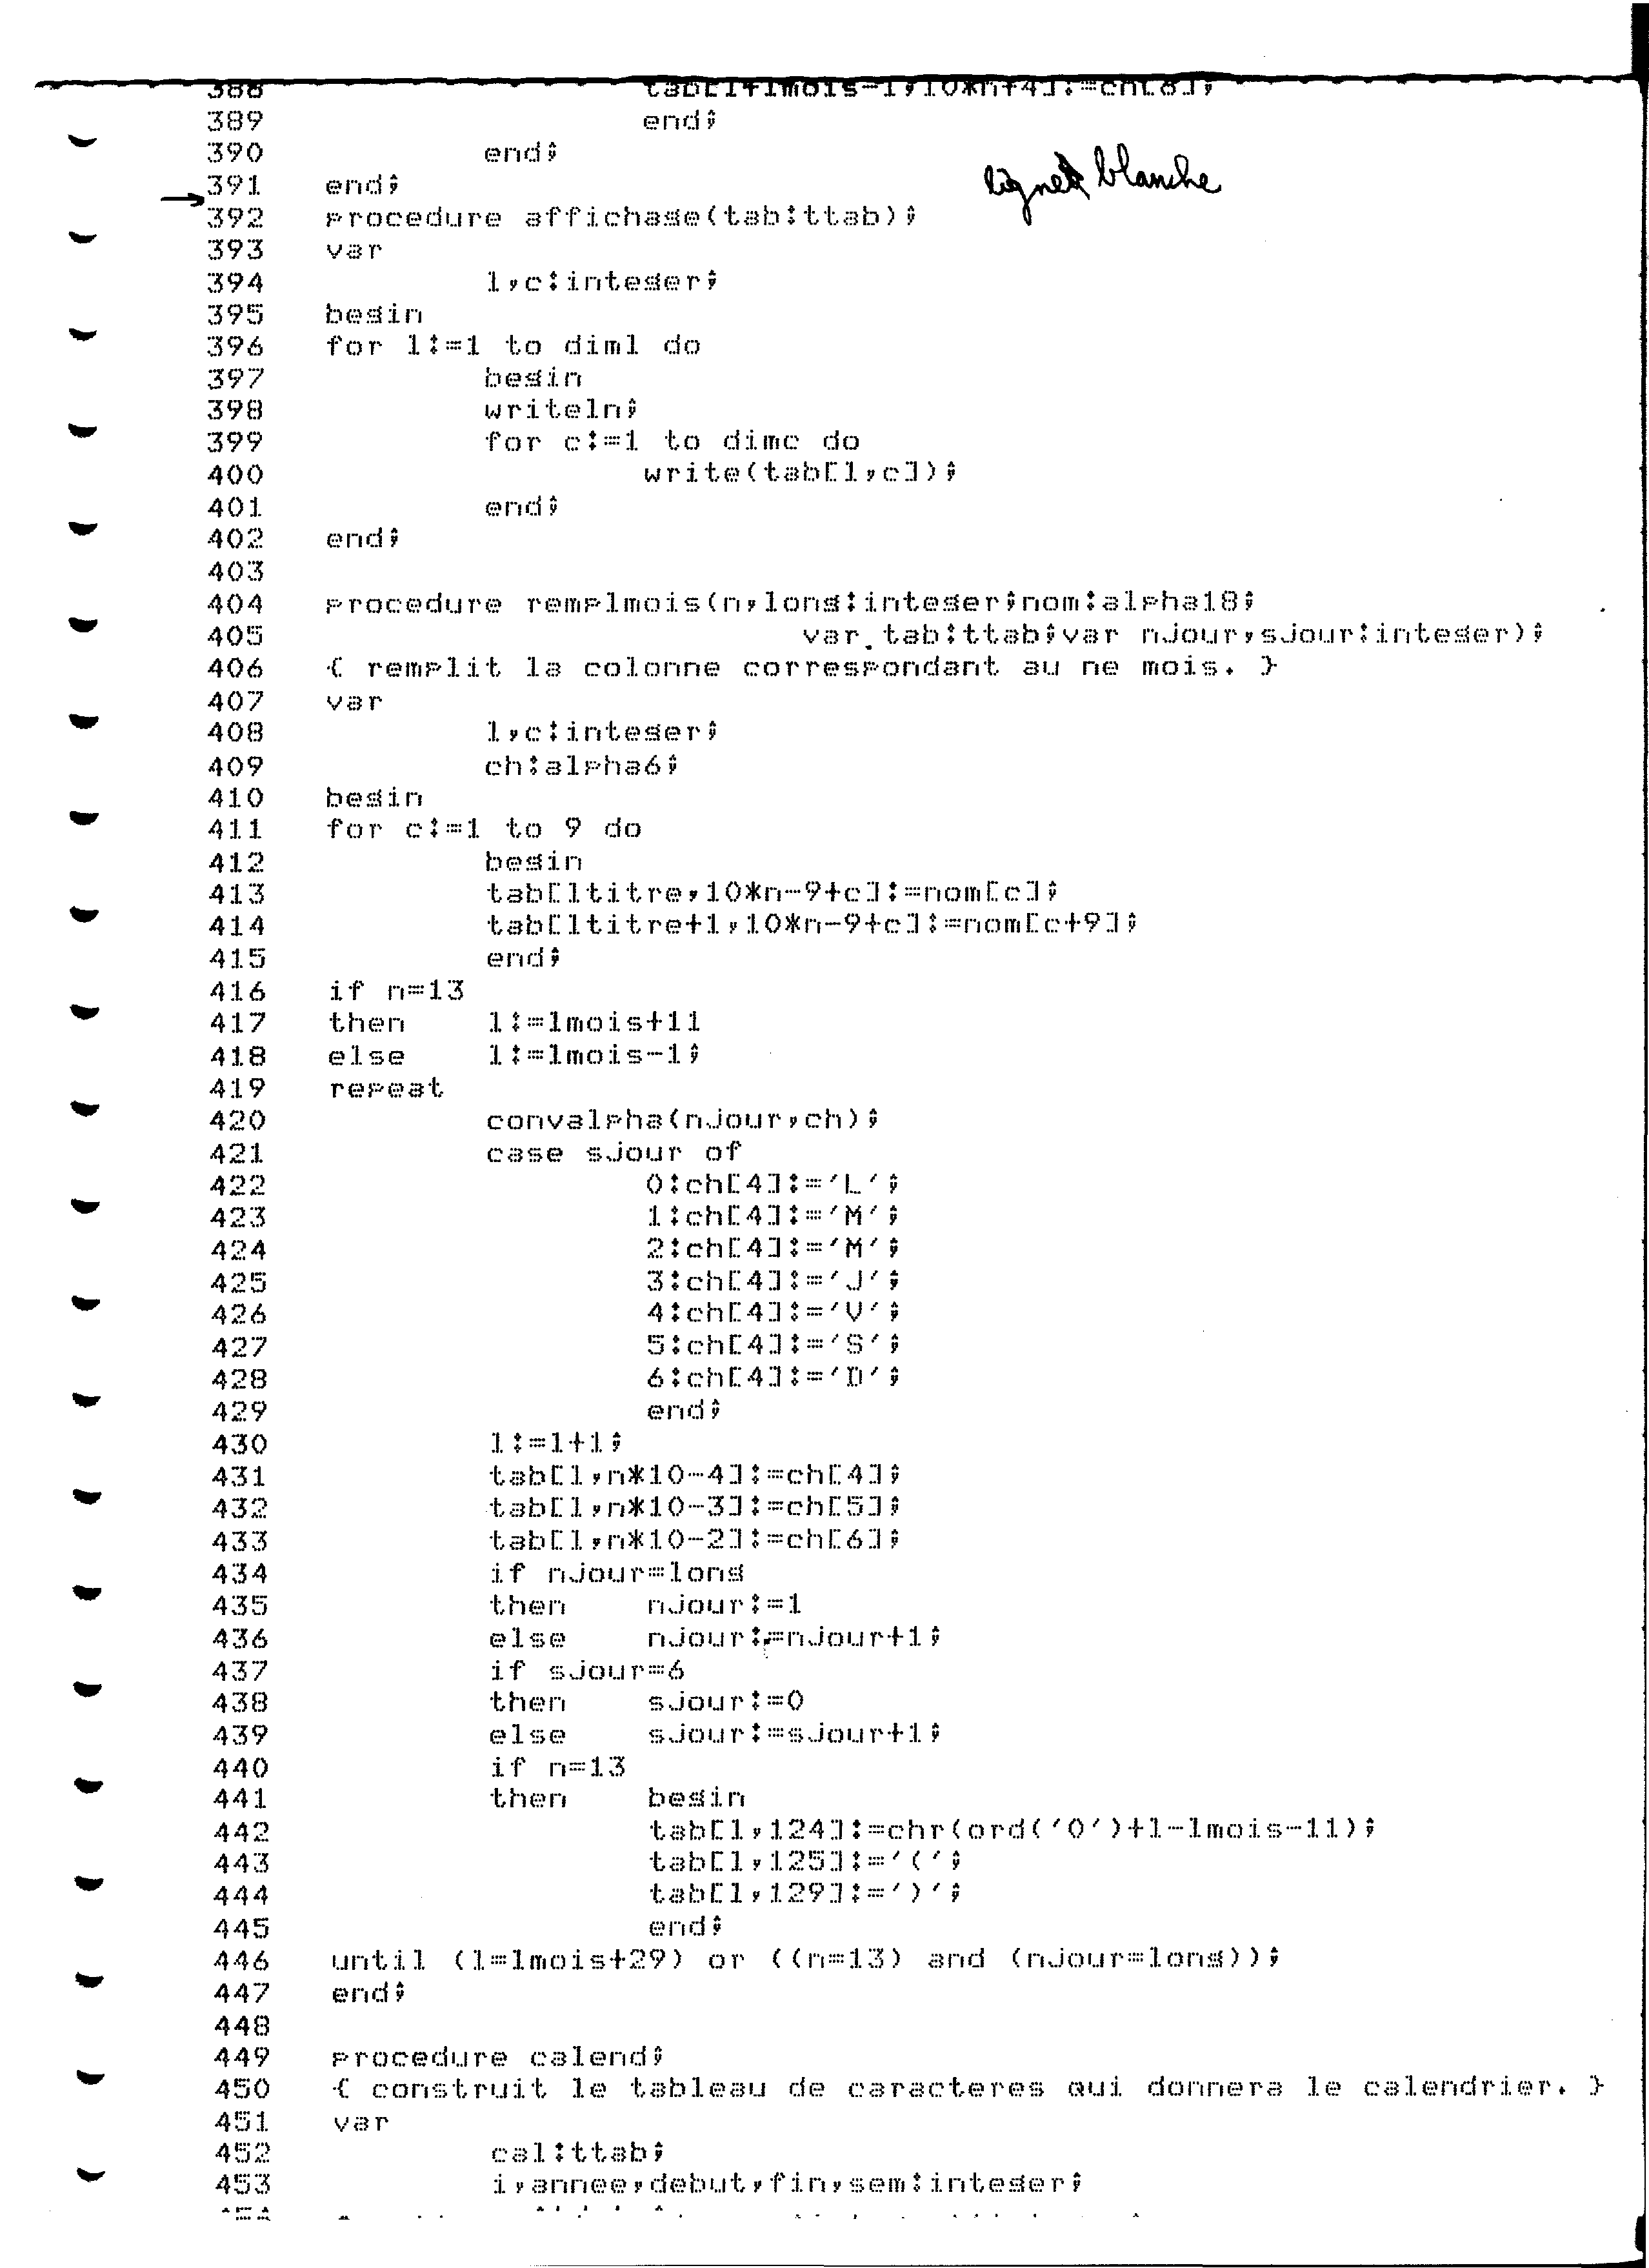 388 tab[l+lmois-1,10*n+4]:=ch[6];
389 end;
390 end;
ligne blanche
391 end;
392 procedure affichage(tab:ttab);
393 var
394 l,c:integer;
395 begin
396 for l:=1 to diml do
397 begin
398 writeln;
399 for c:=1 to dimc do
400 write(tab[l,c]);
401 end;
402 end;
403
404 procedure remplmois(n,long:integer;nom:alpha18;
405 var tab:ttab;var njour,sjour:integer);
406 { remplit la colonne correspondant au ne mois. }
407 var
408 l,c:integer;
409 ch:alpha6;
410 begin
411 for c:=1 to 9 do
412 begin
413 tab[ltitre,10*n-9+c]:=nom[c];
414 tab[ltitre+1,10*n-9+c]:=nom[c+9];
415 end;
416 if n=13
417 then l:=lmois+11
418 else l:=lmois-1;
419 repeat
420 convalpha(njour,ch);
421 case sjour of
422 0:ch[4]:='L';
423 1:ch[4]:='M';
424 2:ch[4]:='M';
425 3:ch[4]:='J';
426 4:ch[4]:='V';
427 5:ch[4]:='S';
428 6:ch[4]:='D';
429 end;
430 l:=l+1;
431 tab[l,n*10-4]:=ch[4];
432 tab[l,n*10-3]:=ch[5];
433 tab[l,n*10-2]:=ch[6];
434 if njour=long
435 then njour:=1
436 else njour:=njour+1;
437 if sjour=6
438 then sjour:=0
439 else sjour:=sjour+1;
440 if n=13
441 then begin
442 tab[l,124]:=chr(ord('0')+l-lmois-11);
443 tab[l,125]:='(';
444 tab[l,129]:=')';
445 end;
446 until (l=lmois+29) or ((n=13) and (njour=long));
447 end;
448
449 procedure calend;
450 { construit le tableau de caracteres qui donnera le calendrier. }
451 var
452 cal:ttab;
453 i,annee,debut,fin,sem:integer;